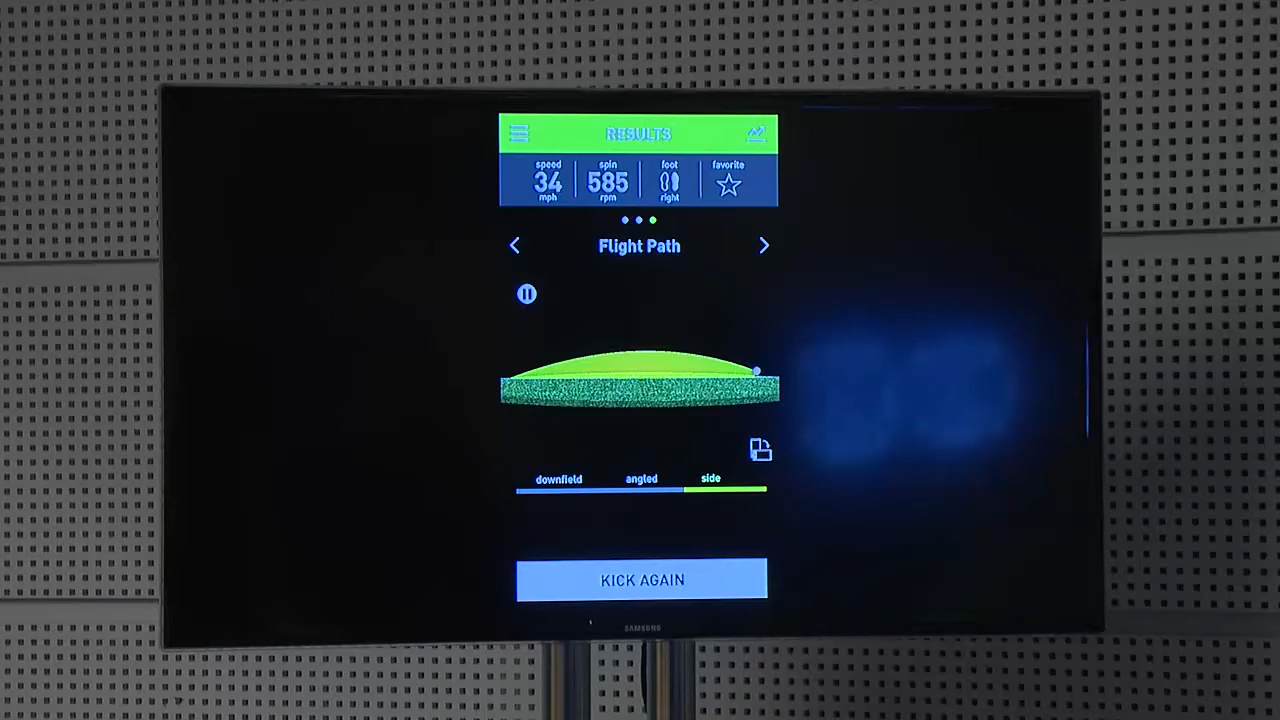 RESULTS
speed spin foot favorite
34 585
mph rpm right
Flight Path
downfield angled side
KICK AGAIN
SAMSUNG